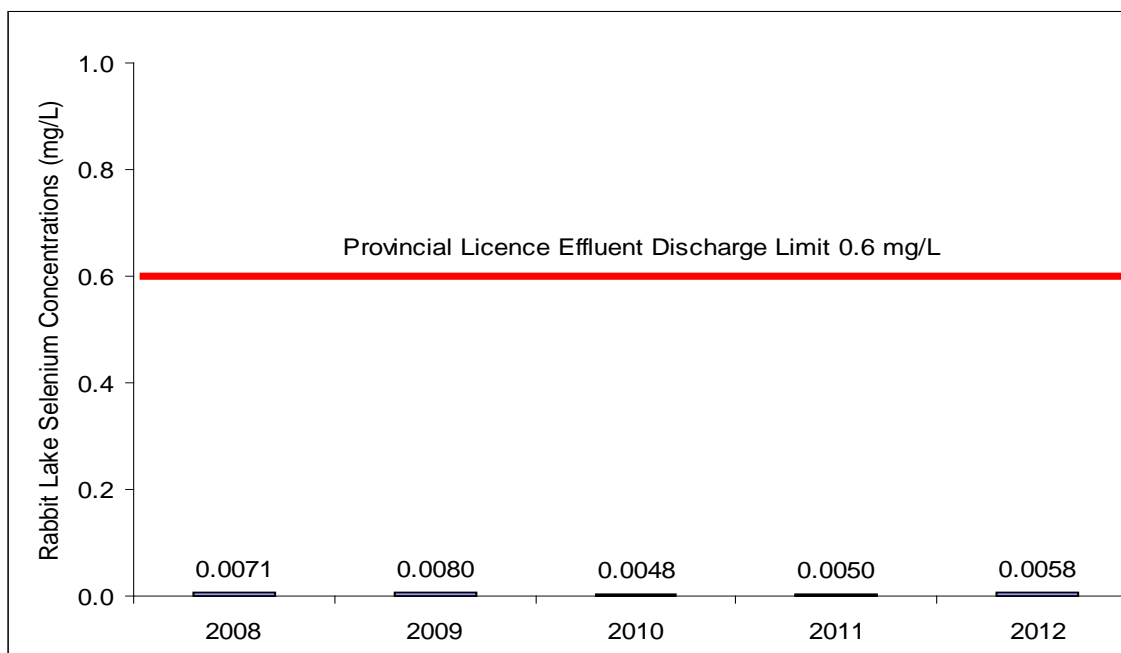 Rabbit Lake Selenium Concentrations (mg/L)
1.0
0.8
0.6
0.4
0.2
0.0
Provincial Licence Effluent Discharge Limit 0.6 mg/L
0.0071 0.0080 0.0048 0.0050 0.0058
2008 2009 2010 2011 2012